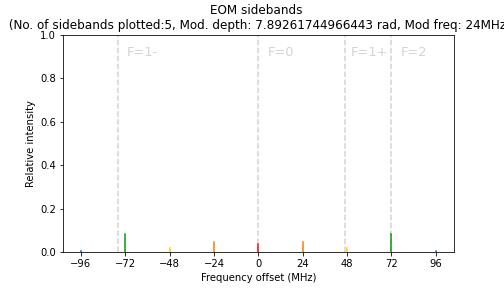 EOM sidebands
(No. of sidebands plotted:5, Mod. depth: 7.89261744966443 rad, Mod freq: 24MHz
1.0
F=1-
F=0
F=1+
F=2
0.8
0.6
Relative intensity
0.4
0.2
0.0
−96
−72
−48
−24
0
24
48
72
96
Frequency offset (MHz)